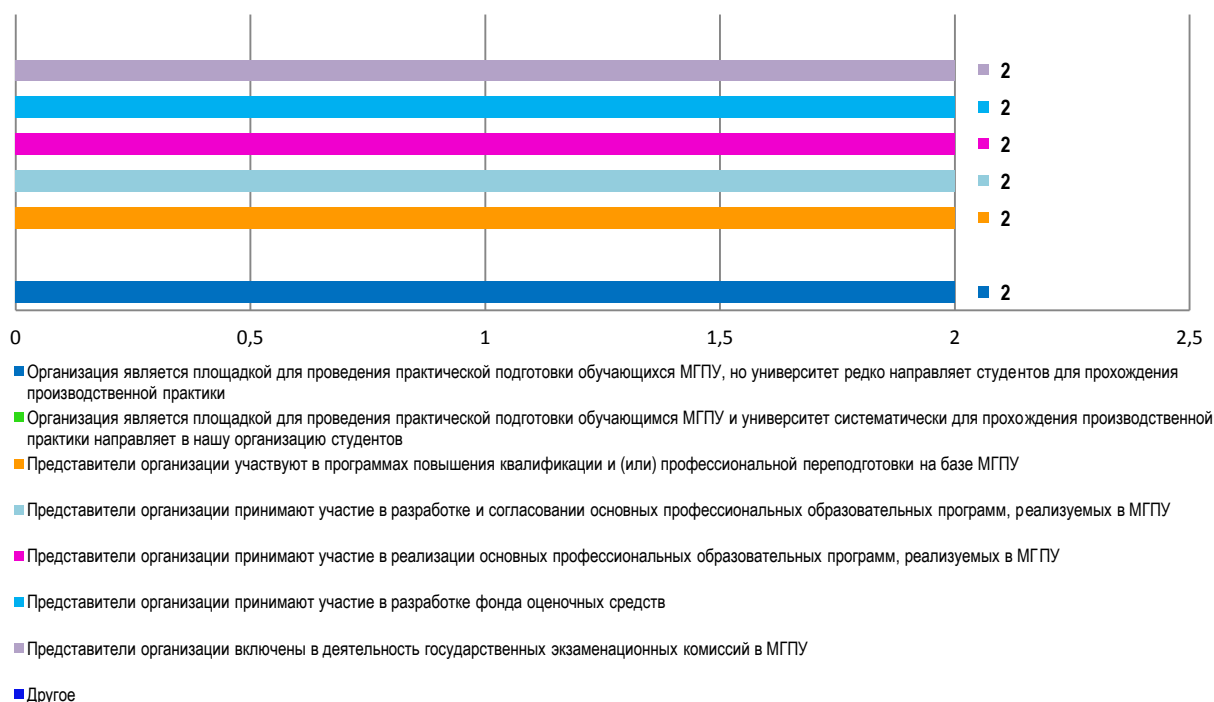 2
2
2
2
2
2
0 0,5 1 1,5 2 2,5
Организация является площадкой для проведения практической подготовки обучающихся МГПУ, но университет редко направляет студентов для прохождения
производственной практики
Организация является площадкой для проведения практической подготовки обучающимся МГПУ и университет систематически для прохождения производственной
практики направляет в нашу организацию студентов
Представители организации участвуют в программах повышения квалификации и (или) профессиональной переподготовки на базе МГПУ
Представители организации принимают участие в разработке и согласовании основных профессиональных образовательных программ, реализуемых в МГПУ
Представители организации принимают участие в реализации основных профессиональных образовательных программ, реализуемых в МГПУ
Представители организации принимают участие в разработке фонда оценочных средств
Представители организации включены в деятельность государственных экзаменационных комиссий в МГПУ
Другое